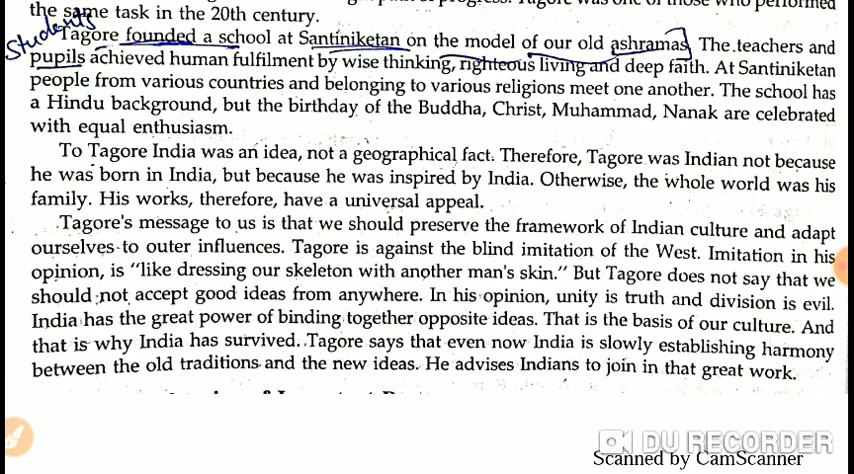 the same task in the 20th century.
Students
Tagore founded a school at Santiniketan on the model of our old ashramas. The teachers and
pupils achieved human fulfilment by wise thinking, righteous living and deep faith. At Santiniketan
people from various countries and belonging to various religions meet one another. The school has
a Hindu background, but the birthday of the Buddha, Christ, Muhammad, Nanak are celebrated
with equal enthusiasm.
To Tagore India was an idea, not a geographical fact. Therefore, Tagore was Indian not because
he was born in India, but because he was inspired by India. Otherwise, the whole world was his
family. His works, therefore, have a universal appeal.
Tagore's message to us is that we should preserve the framework of Indian culture and adapt
ourselves to outer influences. Tagore is against the blind imitation of the West. Imitation in his
opinion, is "like dressing our skeleton with another man's skin." But Tagore does not say that we
should not accept good ideas from anywhere. In his opinion, unity is truth and division is evil.
India has the great power of binding together opposite ideas. That is the basis of our culture. And
that is why India has survived. Tagore says that even now India is slowly establishing harmony
between the old traditions and the new ideas. He advises Indians to join in that great work.
DU RECORDER
Scanned by CamScanner